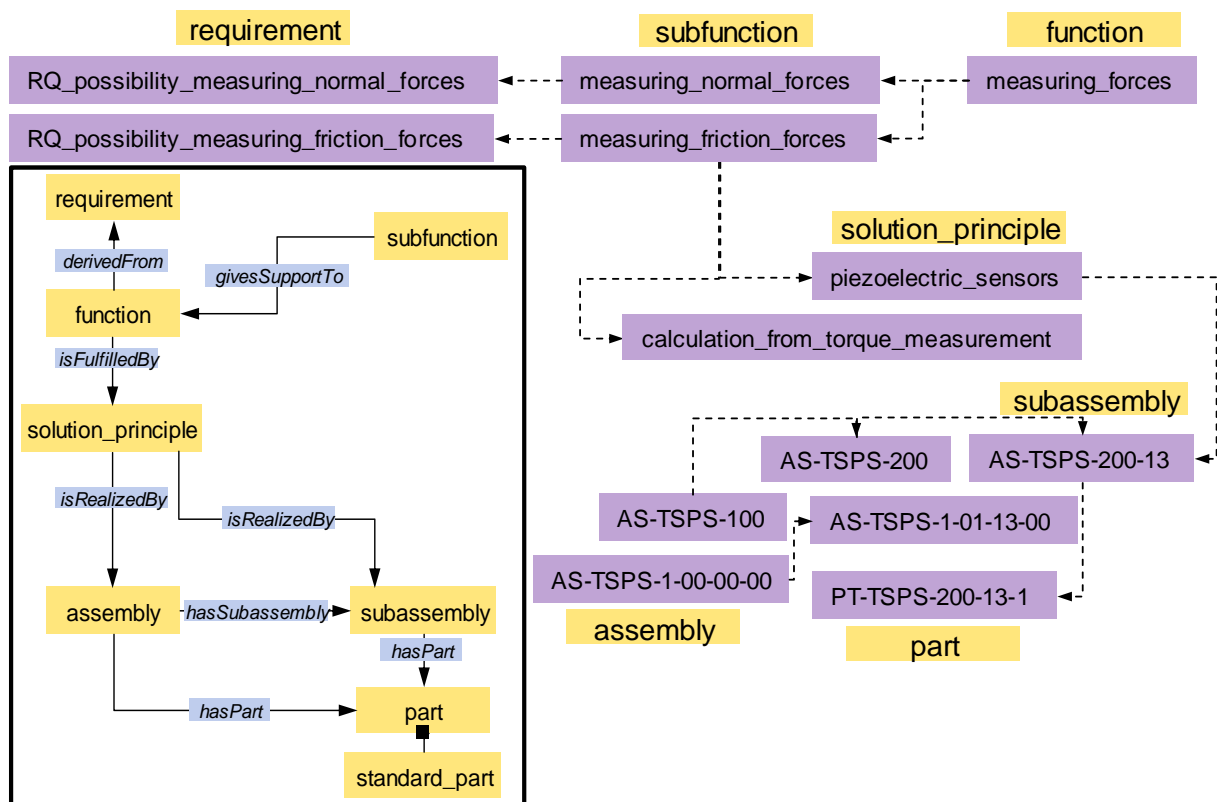 requirement
subfunction
function
RQ_possibility_measuring_normal_forces
measuring_normal_forces
measuring_forces
RQ_possibility_measuring_friction_forces
measuring_friction_forces
requirement
subfunction
derivedFrom
givesSupportTo
function
isFulfilledBy
solution_principle
isRealizedBy
isRealizedBy
assembly
hasSubassembly
subassembly
hasPart
hasPart
part
standard_part
solution_principle
piezoelectric_sensors
calculation_from_torque_measurement
subassembly
AS-TSPS-200
AS-TSPS-200-13
AS-TSPS-100
AS-TSPS-1-01-13-00
AS-TSPS-1-00-00-00
PT-TSPS-200-13-1
assembly
part